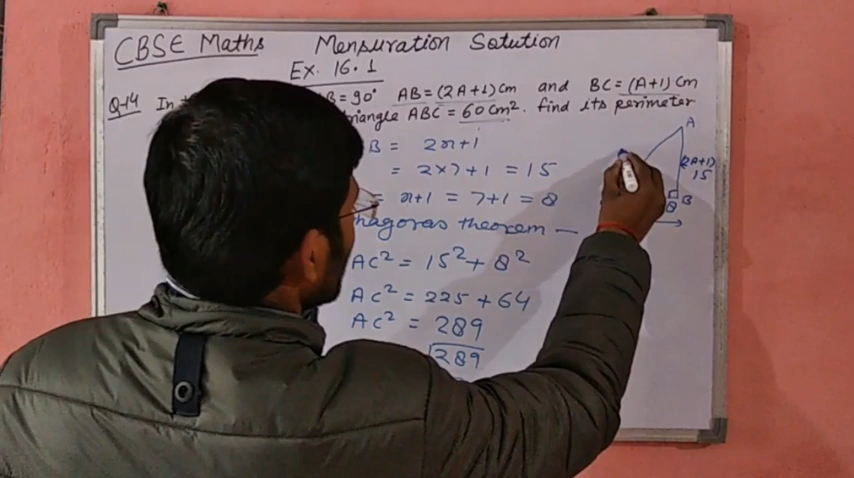 CBSE Maths Mensuration Solution
Ex. 16.1
Q-14 In = 90° AB = (2A+1) Cm and BC = (A+1) Cm
triangle ABC = 60 Cm². find its perimeter
B = 2x+1
= 2×7+1 = 15
= x+1 = 7+1 = 8
hagoras theorem —
AC² = 15² + 8²
AC² = 225 + 64
AC² = 289
√289
A
(2A+1)
15
8 B